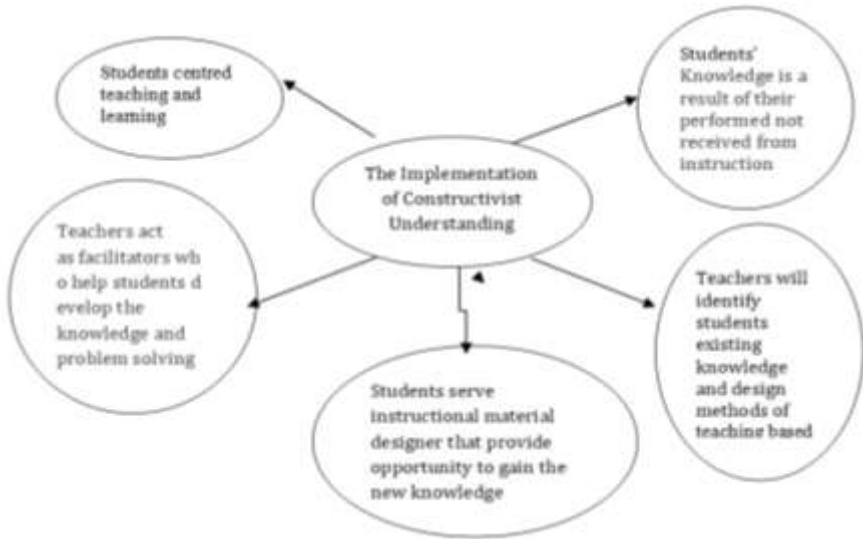 Students centred
teaching and
learning
Students'
Knowledge is a
result of their
performed not
received from
instruction
The Implementation
of Constructivist
Understanding
Teachers act
as facilitators wh
o help students d
evelop the
knowledge and
problem solving
Teachers will
identify
students
existing
knowledge
and design
methods of
teaching based
Students serve
instructional material
designer that provide
opportunity to gain the
new knowledge